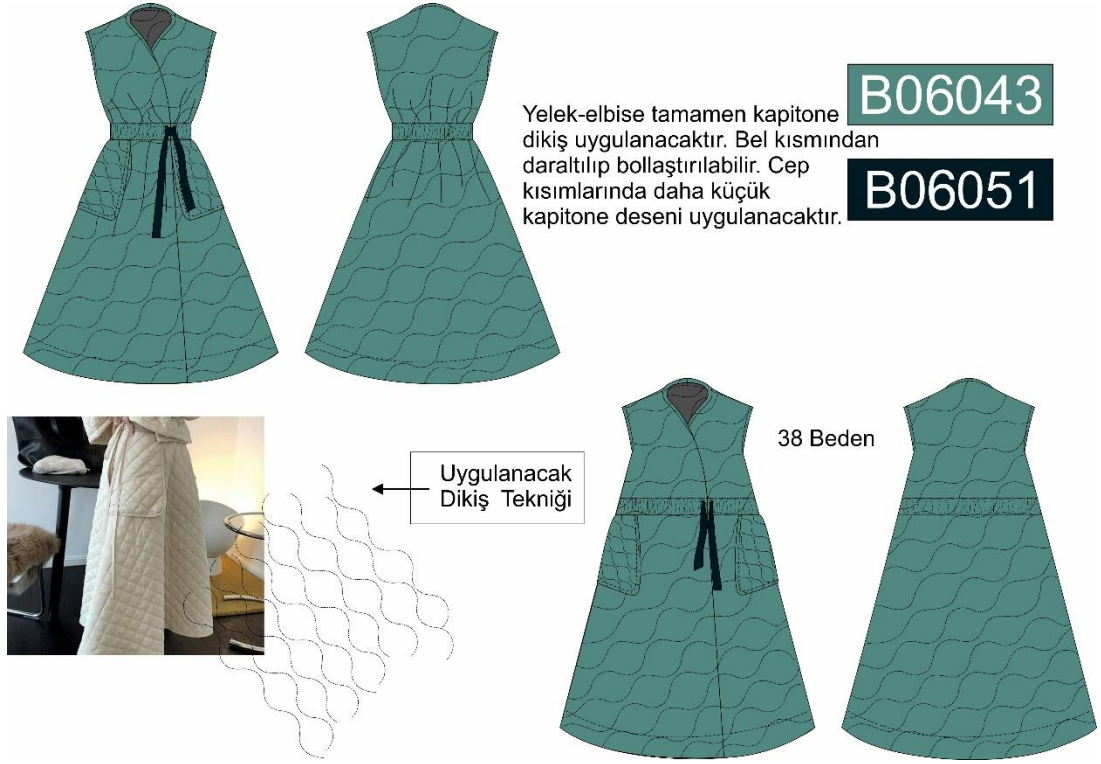 Yelek-elbise tamamen kapitone
dikiş uygulanacaktır. Bel kısmından
daraltılıp bollaştırılabilir. Cep
kısımlarında daha küçük
kapitone deseni uygulanacaktır.
B06043
B06051
38 Beden
Uygulanacak
Dikiş Tekniği